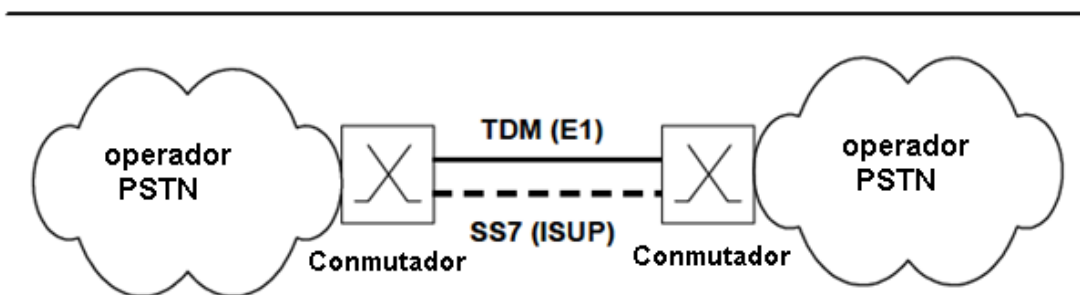 operador
PSTN
TDM (E1)
SS7 (ISUP)
Conmutador
Conmutador
operador
PSTN